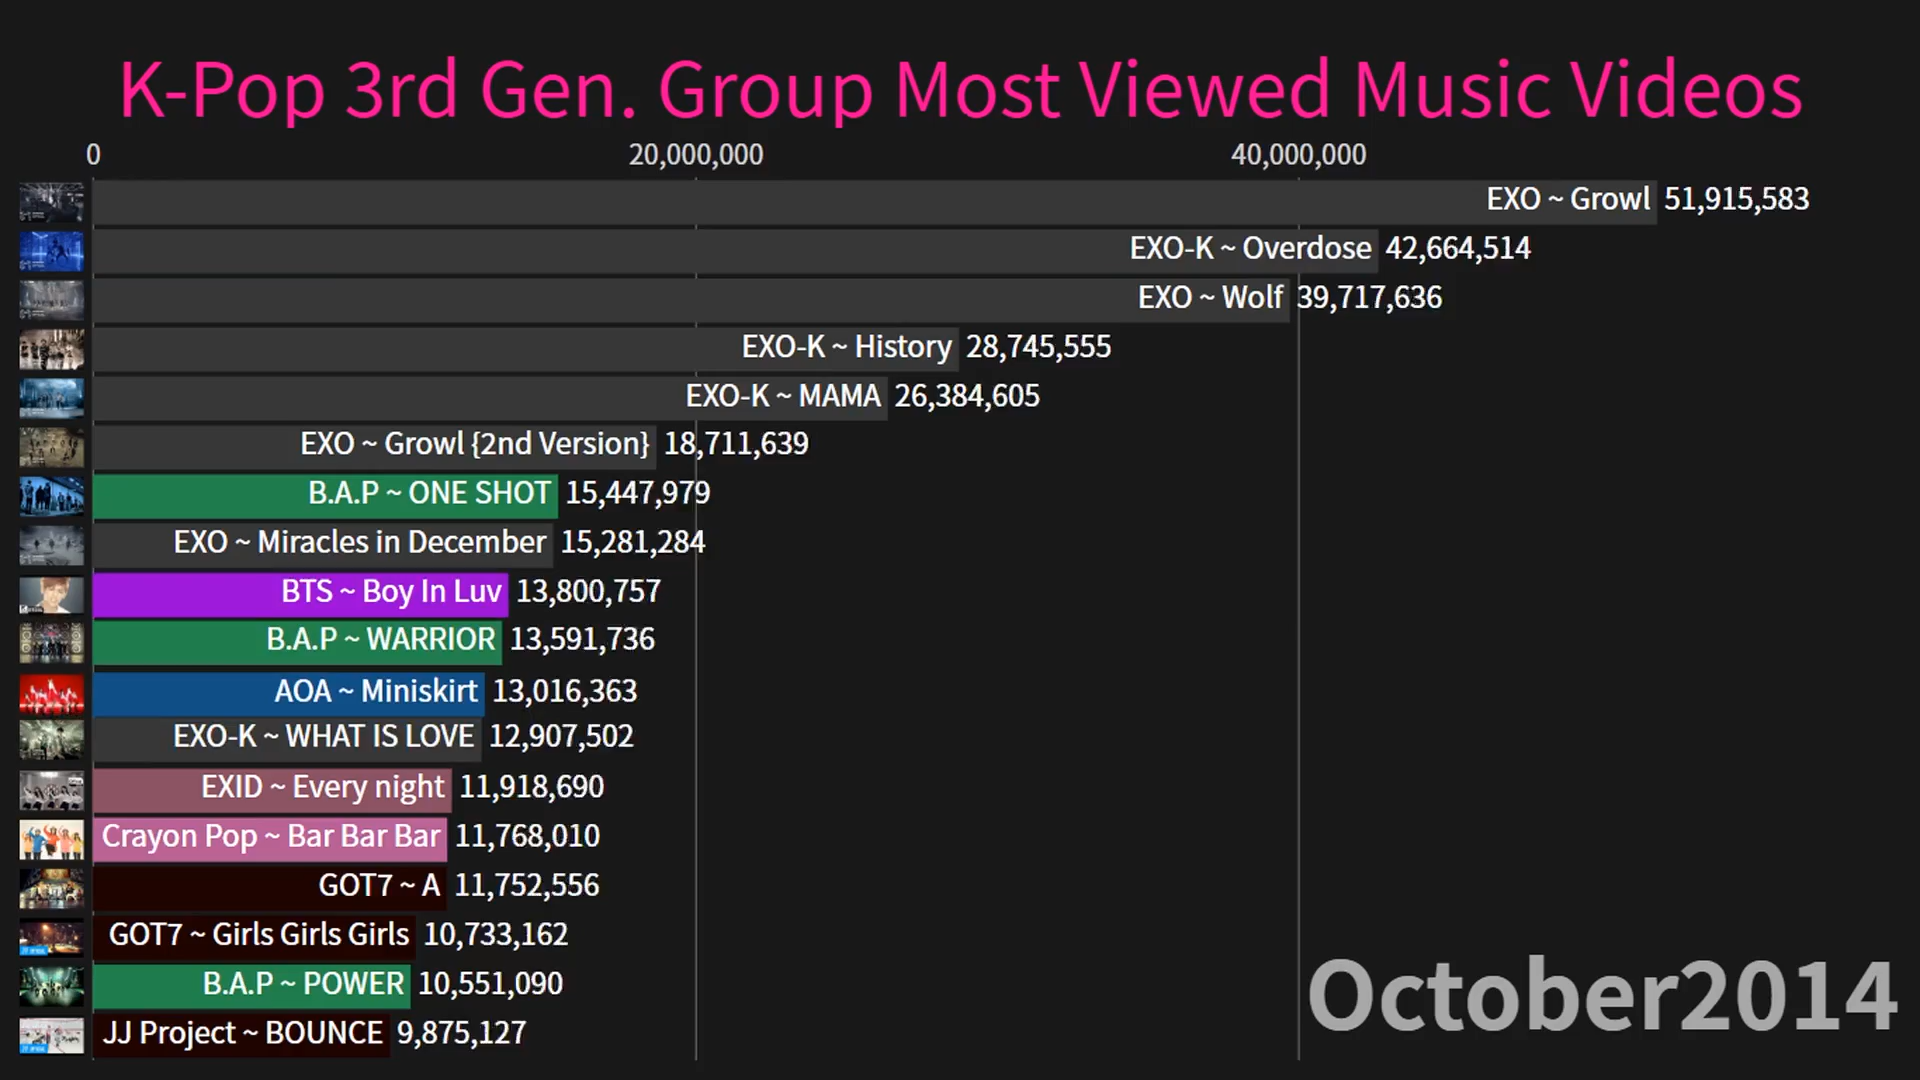 K-Pop 3rd Gen. Group Most Viewed Music Videos
0 20,000,000 40,000,000
EXO ~ Growl 51,915,583
EXO-K ~ Overdose 42,664,514
EXO ~ Wolf 39,717,636
EXO-K ~ History 28,745,555
EXO-K ~ MAMA 26,384,605
EXO ~ Growl {2nd Version} 18,711,639
B.A.P ~ ONE SHOT 15,447,979
EXO ~ Miracles in December 15,281,284
BTS ~ Boy In Luv 13,800,757
B.A.P ~ WARRIOR 13,591,736
AOA ~ Miniskirt 13,016,363
EXO-K ~ WHAT IS LOVE 12,907,502
EXID ~ Every night 11,918,690
Crayon Pop ~ Bar Bar Bar 11,768,010
GOT7 ~ A 11,752,556
GOT7 ~ Girls Girls Girls 10,733,162
B.A.P ~ POWER 10,551,090
JJ Project ~ BOUNCE 9,875,127
October2014